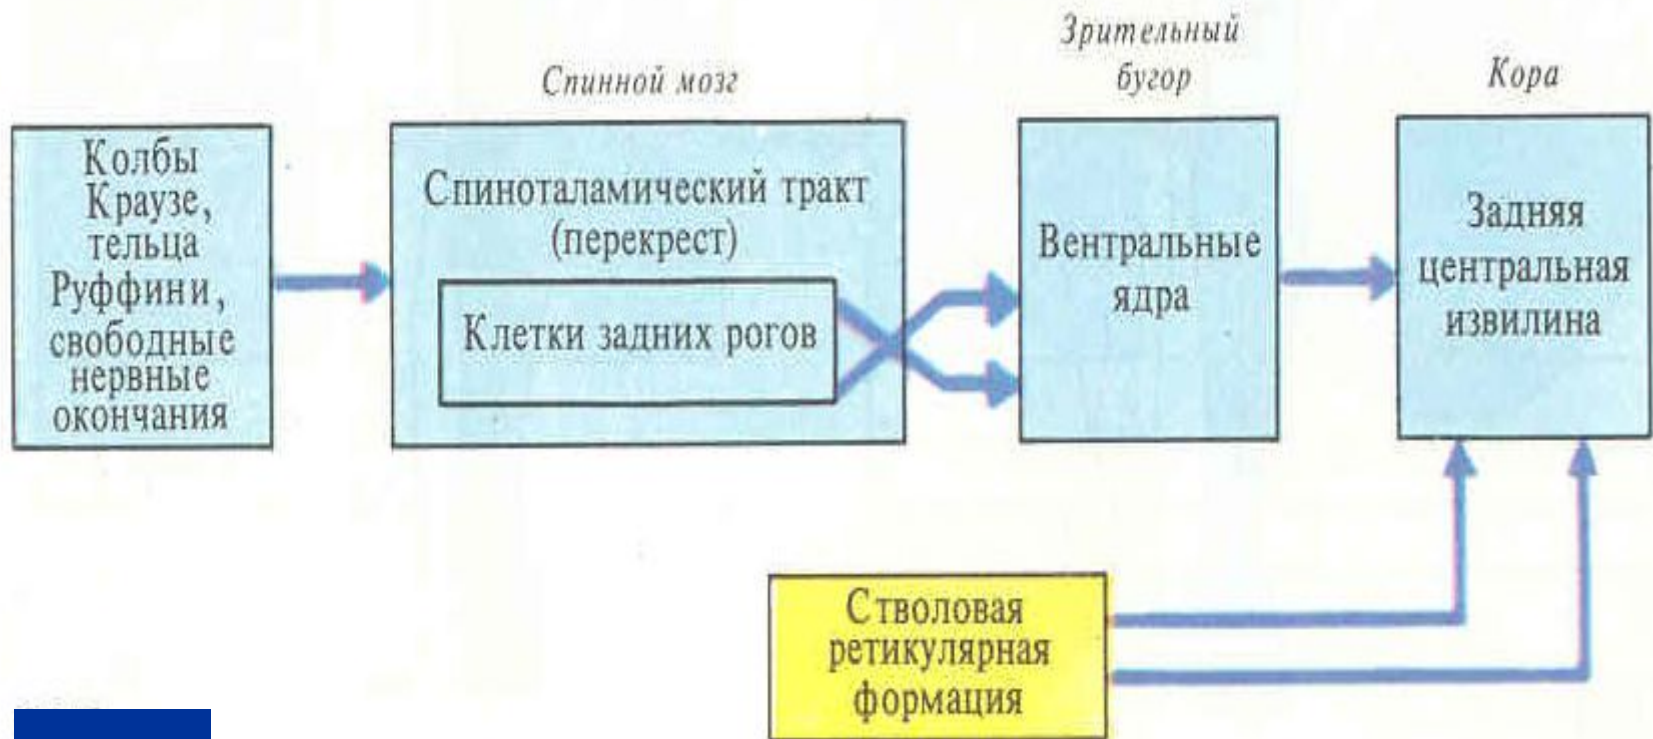 Спинной мозг
Зрительный
бугор
Кора
Колбы
Краузе,
тельца
Руффини,
свободные
нервные
окончания
Спиноталамический тракт
(перекрест)
Клетки задних рогов
Вентральные
ядра
Задняя
центральная
извилина
Стволовая
ретикулярная
формация